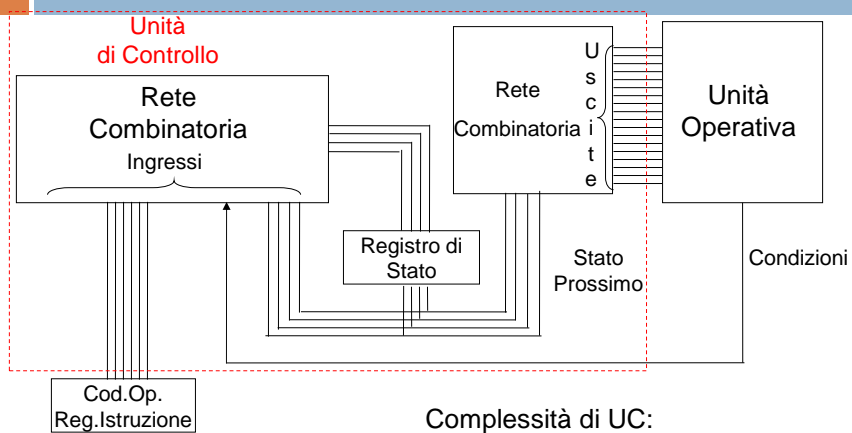 Unità
di Controllo
Rete
Combinatoria
Ingressi
Rete
Combinatoria
Uscite
Unità
Operativa
Registro di
Stato
Stato
Prossimo
Condizioni
Cod.Op.
Reg.Istruzione
Complessità di UC: